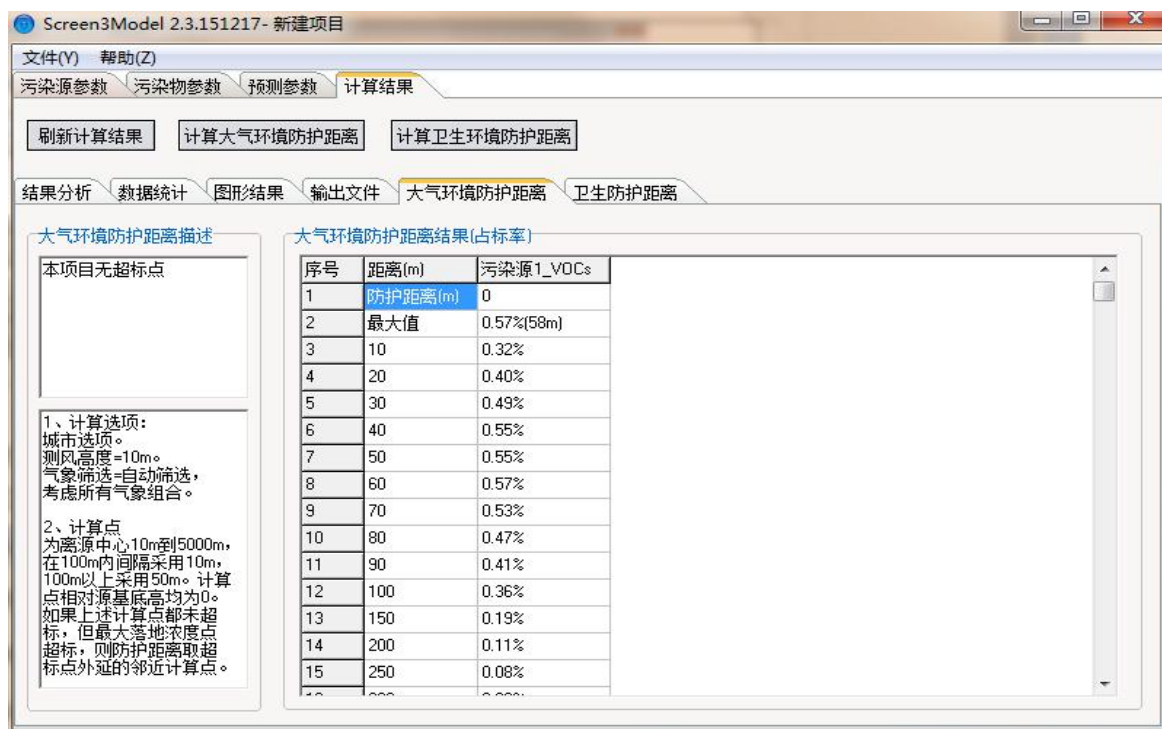 Screen3Model 2.3.151217- 新建项目
文件(Y) 帮助(Z)
污染源参数 污染物参数 预测参数 计算结果
刷新计算结果 计算大气环境防护距离 计算卫生环境防护距离
结果分析 数据统计 图形结果 输出文件 大气环境防护距离 卫生防护距离
大气环境防护距离描述
本项目无超标点
1、计算选项:
城市选项。
测风高度=10m。
气象筛选=自动筛选,
考虑所有气象组合。
2、计算点
为离源中心10m到5000m,
在100m内间隔采用10m,
100m以上采用50m。计算
点相对源基底高均为0。
如果上述计算点都未超
标,但最大落地浓度点
超标,则防护距离取超
标点外延的邻近计算点。
大气环境防护距离结果(占标率)
序号 距离(m) 污染源1_VOCs
1 防护距离(m) 0
2 最大值 0.57%(58m)
3 10 0.32%
4 20 0.40%
5 30 0.49%
6 40 0.55%
7 50 0.55%
8 60 0.57%
9 70 0.53%
10 80 0.47%
11 90 0.41%
12 100 0.36%
13 150 0.19%
14 200 0.11%
15 250 0.08%